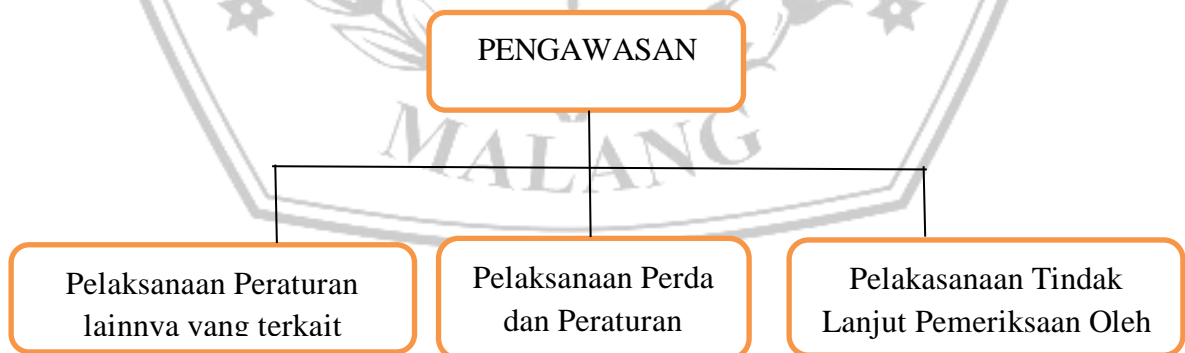 PENGAWASAN
MALANG
Pelaksanaan Peraturan
lainnya yang terkait
Pelaksanaan Perda
dan Peraturan
Pelakasanaan Tindak
Lanjut Pemeriksaan Oleh